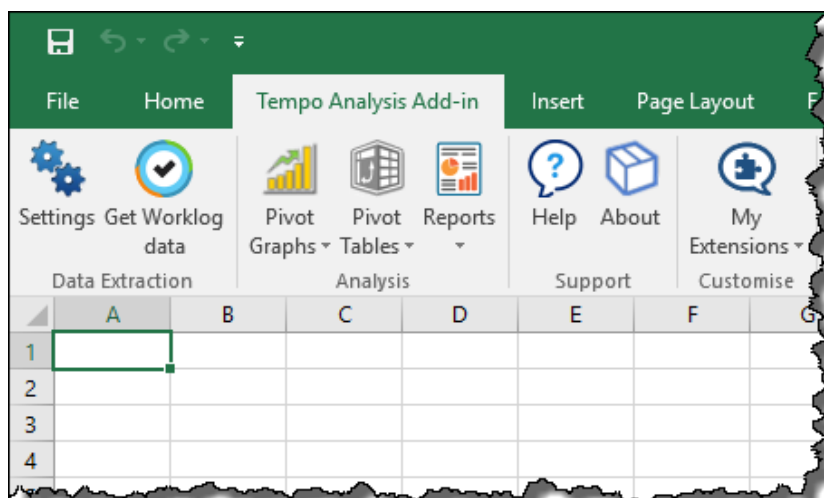 File Home Tempo Analysis Add-in Insert Page Layout F
Settings Get Worklog Pivot Pivot Reports Help About My
data Graphs Tables Extensions
Data Extraction Analysis Support Customise
A B C D E F G
1
2
3
4